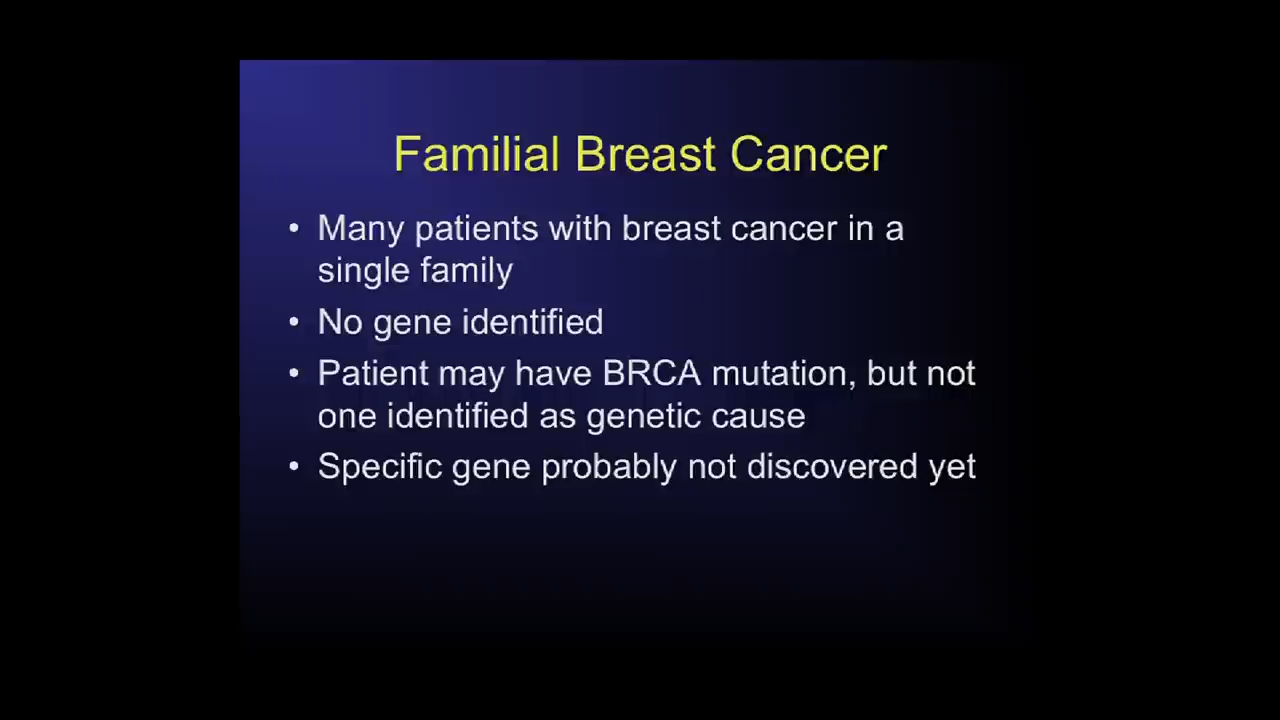 Familial Breast Cancer
• Many patients with breast cancer in a
single family
• No gene identified
• Patient may have BRCA mutation, but not
one identified as genetic cause
• Specific gene probably not discovered yet